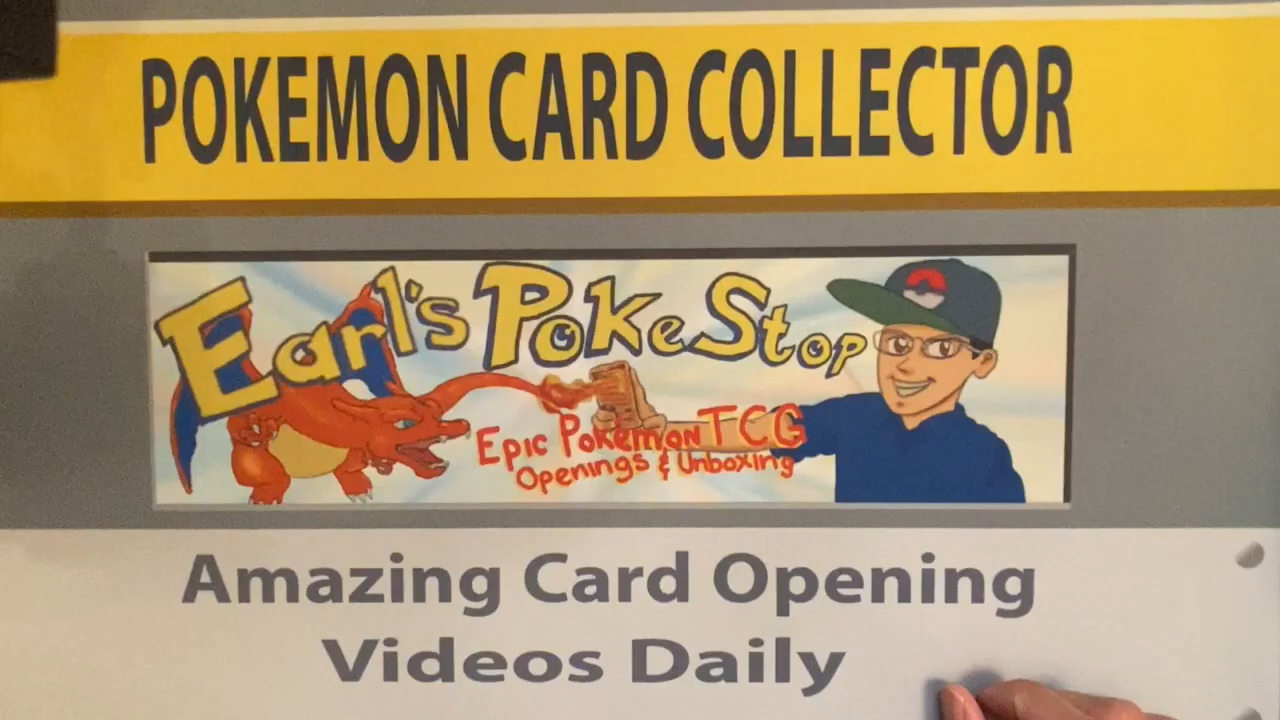 POKEMON CARD COLLECTOR
Earl's PokeStop
Epic Pokemon TCG
Openings & Unboxing
Amazing Card Opening
Videos Daily